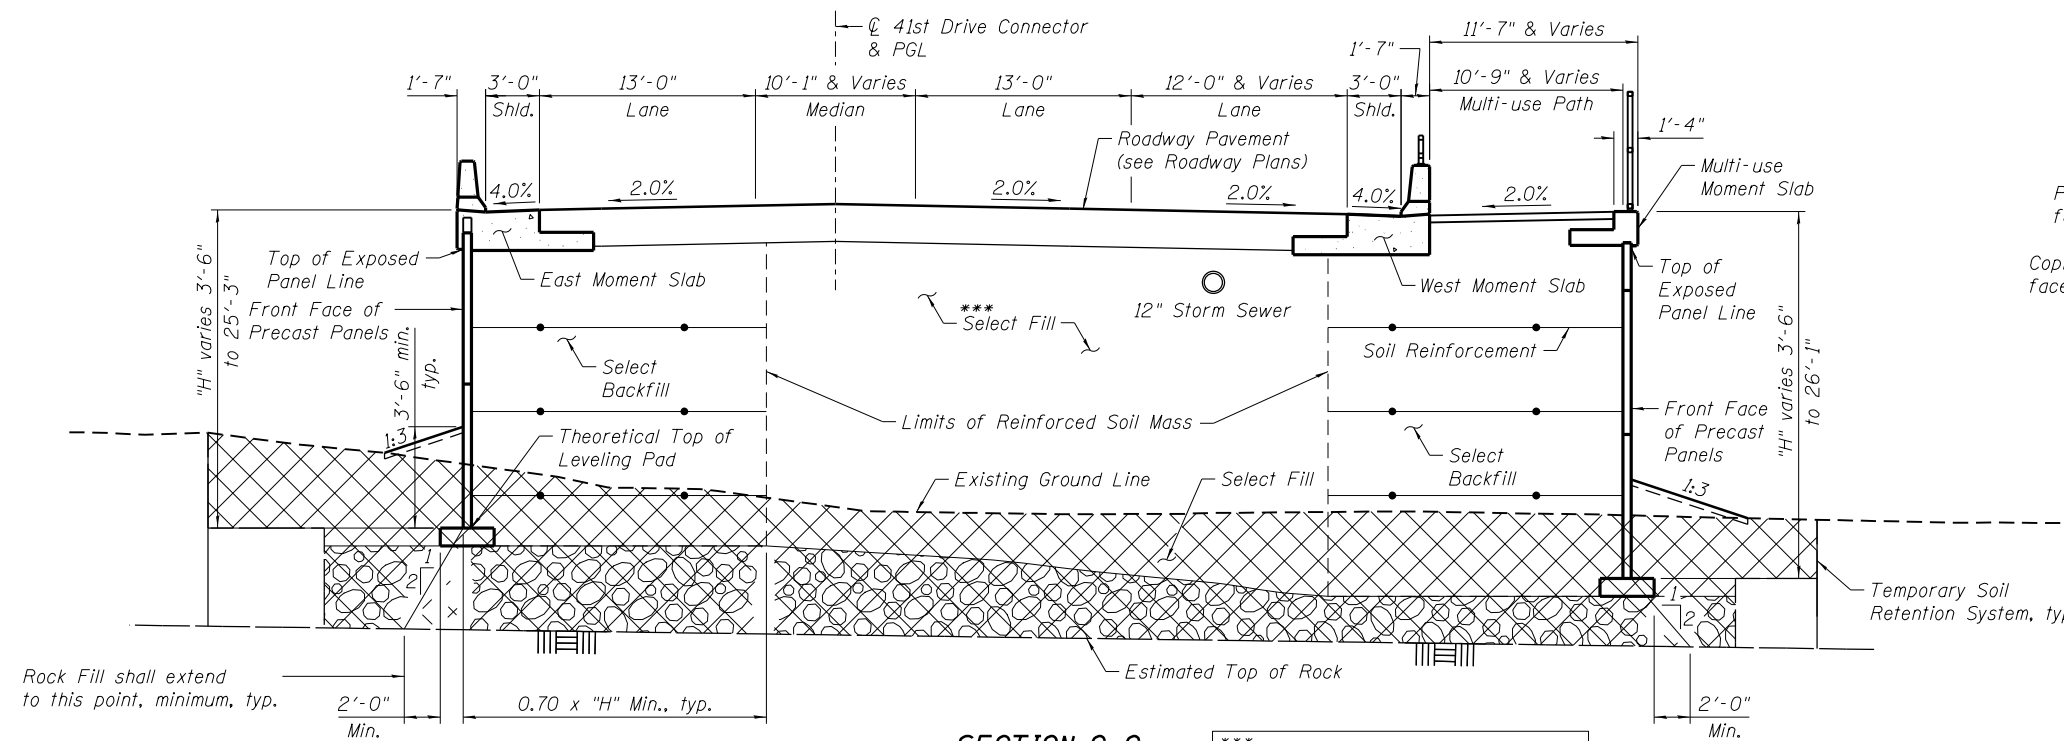 ℄ 41st Drive Connector
& PGL
11'-7" & Varies
1'-7"
1'-7"
3'-0"
13'-0"
10'-1" & Varies
13'-0"
12'-0" & Varies
3'-0"
10'-9" & Varies
Shld.
Lane
Median
Lane
Lane
Shld.
Multi-use Path
1'-4"
Roadway Pavement
(see Roadway Plans)
Multi-use
Moment Slab
4.0%
2.0%
2.0%
2.0%
4.0%
2.0%
Top of Exposed
Panel Line
East Moment Slab
West Moment Slab
Top of
Exposed
Panel Line
"H" varies 3'-6"
to 25'-3"
Front Face of
Precast Panels
3'-6" min.
typ.
***
Select Fill
12" Storm Sewer
Soil Reinforcement
"H" varies 3'-6"
to 26'-1"
Select
Backfill
Limits of Reinforced Soil Mass
Front Face
of Precast
Panels
1:3
Theoretical Top of
Leveling Pad
Select
Backfill
Existing Ground Line
Select Fill
1:3
1
2
1
2
Temporary Soil
Retention System, typ
Estimated Top of Rock
Rock Fill shall extend
to this point, minimum, typ.
2'-0"
Min.
0.70 x "H" Min., typ.
2'-0"
Min.
***
F
f
Cop
face